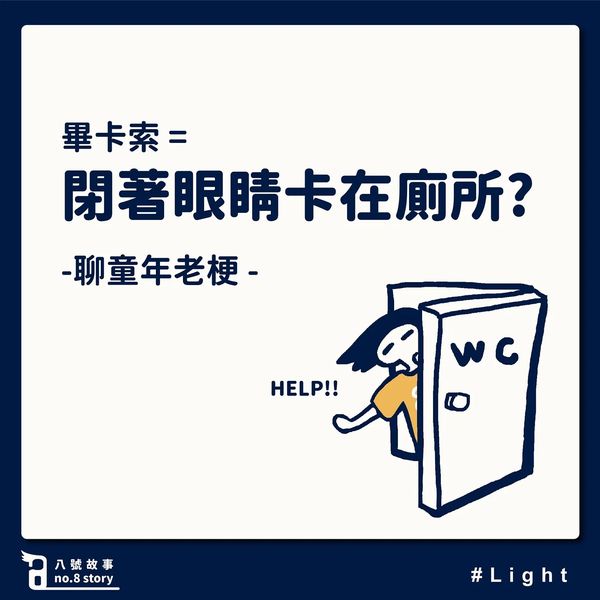 畢卡索 =
閉著眼睛卡在廁所?
-聊童年老梗 -
HELP!!
WC
八號故事
no.8 story
#Light